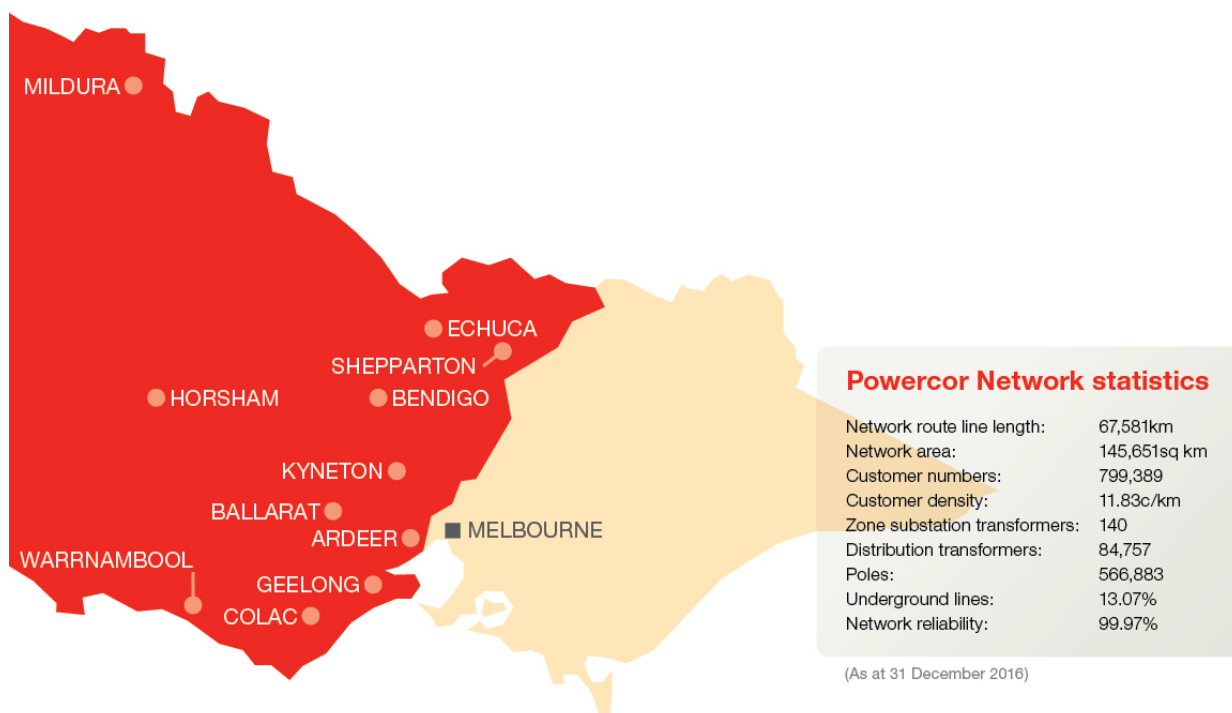 MILDURA
ECHUCA
SHEPPARTON
HORSHAM
BENDIGO
KYNETON
BALLARAT
ARDEER
MELBOURNE
WARRNAMBOOL
GEELONG
COLAC
Powercor Network statistics
Network route line length: 67,581km
Network area: 145,651sq km
Customer numbers: 799,389
Customer density: 11.83c/km
Zone substation transformers: 140
Distribution transformers: 84,757
Poles: 566,883
Underground lines: 13.07%
Network reliability: 99.97%
(As at 31 December 2016)